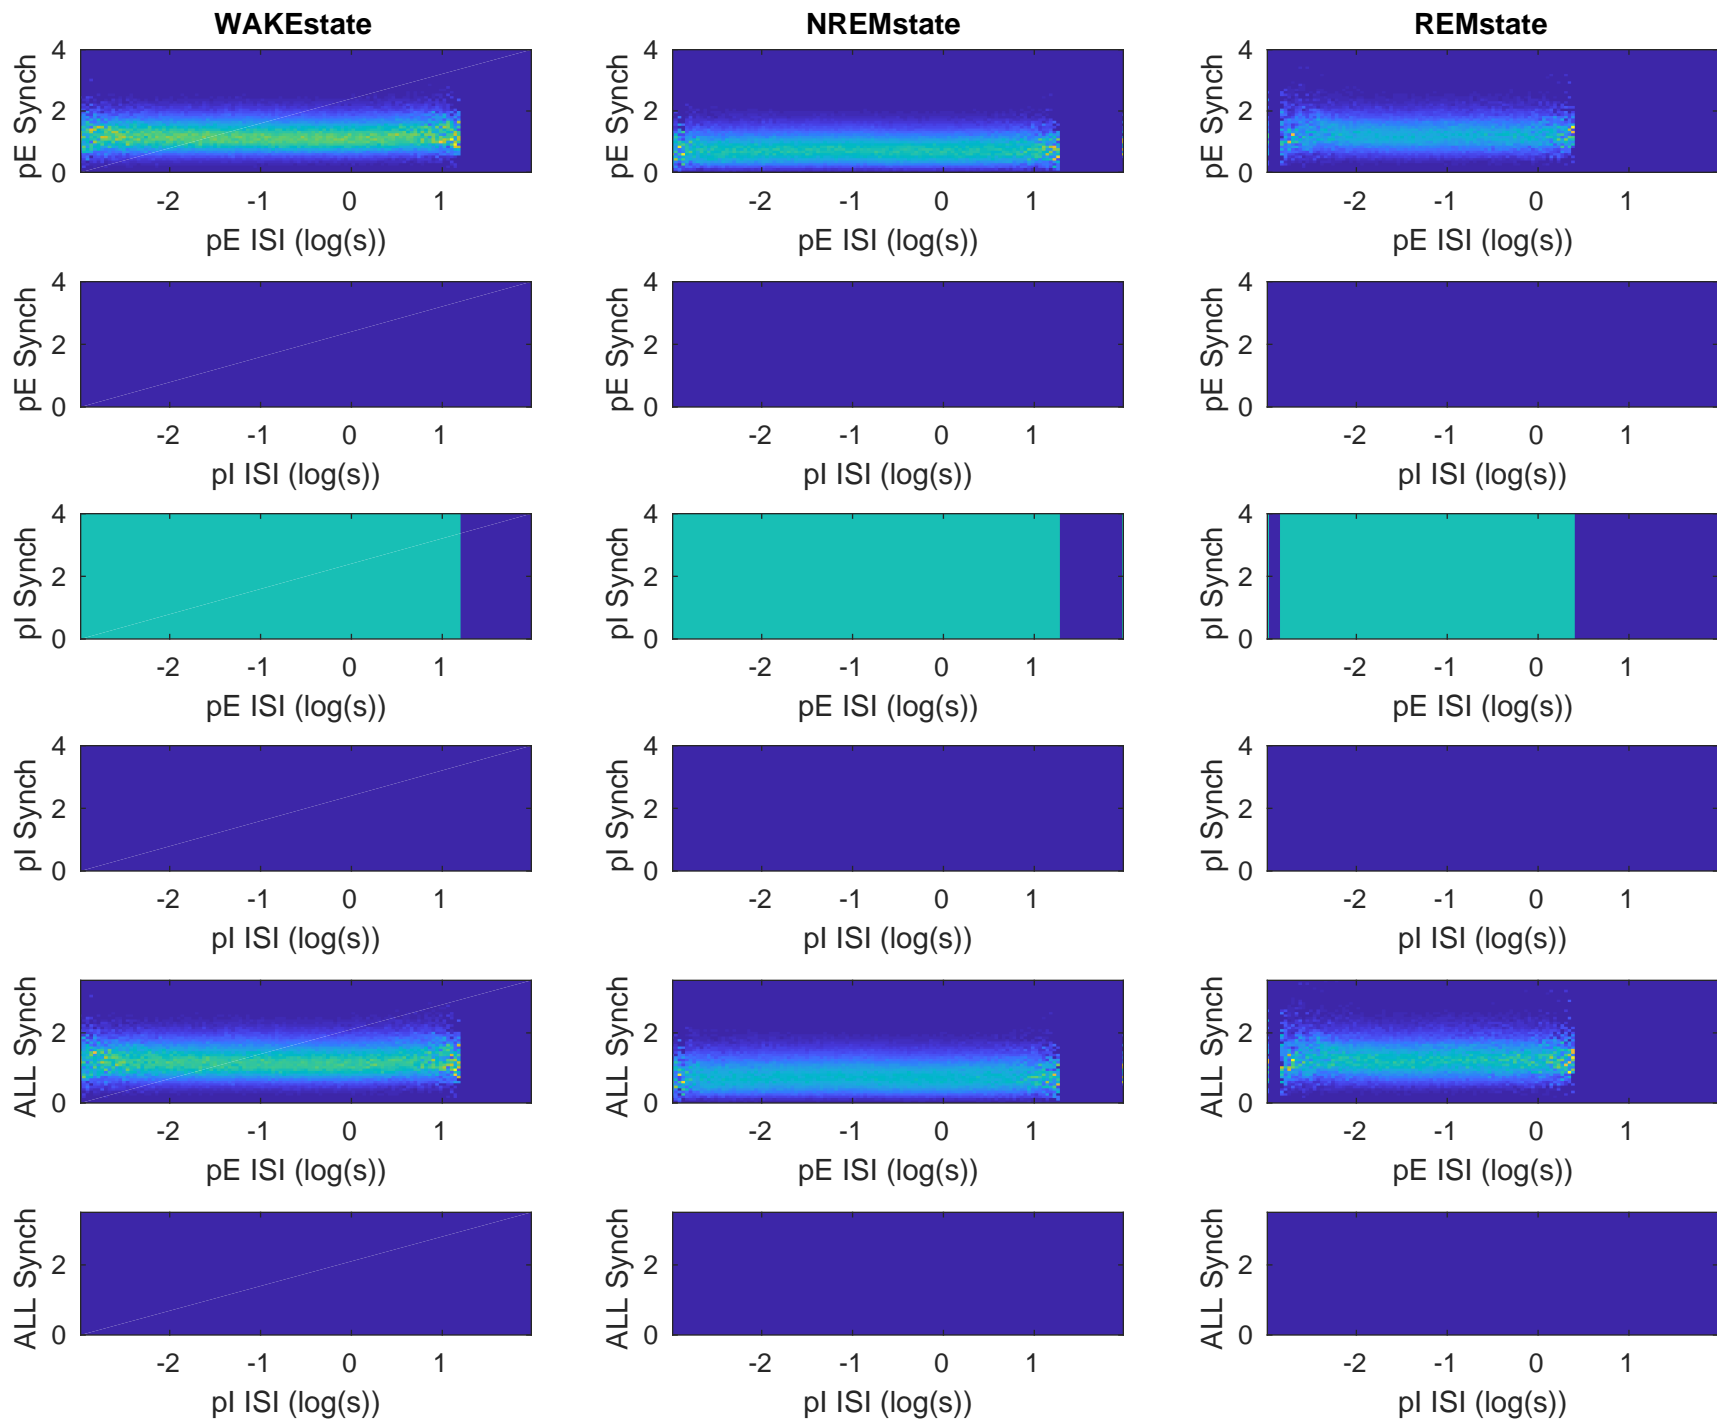 WAKEstate NREMstate REMstate
pE Synch 4 2 0 pE Synch 4 2 0 pE Synch 4 2 0
-2 -1 0 1 -2 -1 0 1 -2 -1 0 1
pE ISI (log(s)) pE ISI (log(s)) pE ISI (log(s))
pE Synch 4 2 0 pE Synch 4 2 0 pE Synch 4 2 0
-2 -1 0 1 -2 -1 0 1 -2 -1 0 1
pI ISI (log(s)) pI ISI (log(s)) pI ISI (log(s))
pI Synch 4 2 0 pI Synch 4 2 0 pI Synch 4 2 0
-2 -1 0 1 -2 -1 0 1 -2 -1 0 1
pE ISI (log(s)) pE ISI (log(s)) pE ISI (log(s))
pI Synch 4 2 0 pI Synch 4 2 0 pI Synch 4 2 0
-2 -1 0 1 -2 -1 0 1 -2 -1 0 1
pI ISI (log(s)) pI ISI (log(s)) pI ISI (log(s))
ALL Synch 2 0 ALL Synch 2 0 ALL Synch 2 0
-2 -1 0 1 -2 -1 0 1 -2 -1 0 1
pE ISI (log(s)) pE ISI (log(s)) pE ISI (log(s))
ALL Synch 2 0 ALL Synch 2 0 ALL Synch 2 0
-2 -1 0 1 -2 -1 0 1 -2 -1 0 1
pI ISI (log(s)) pI ISI (log(s)) pI ISI (log(s))